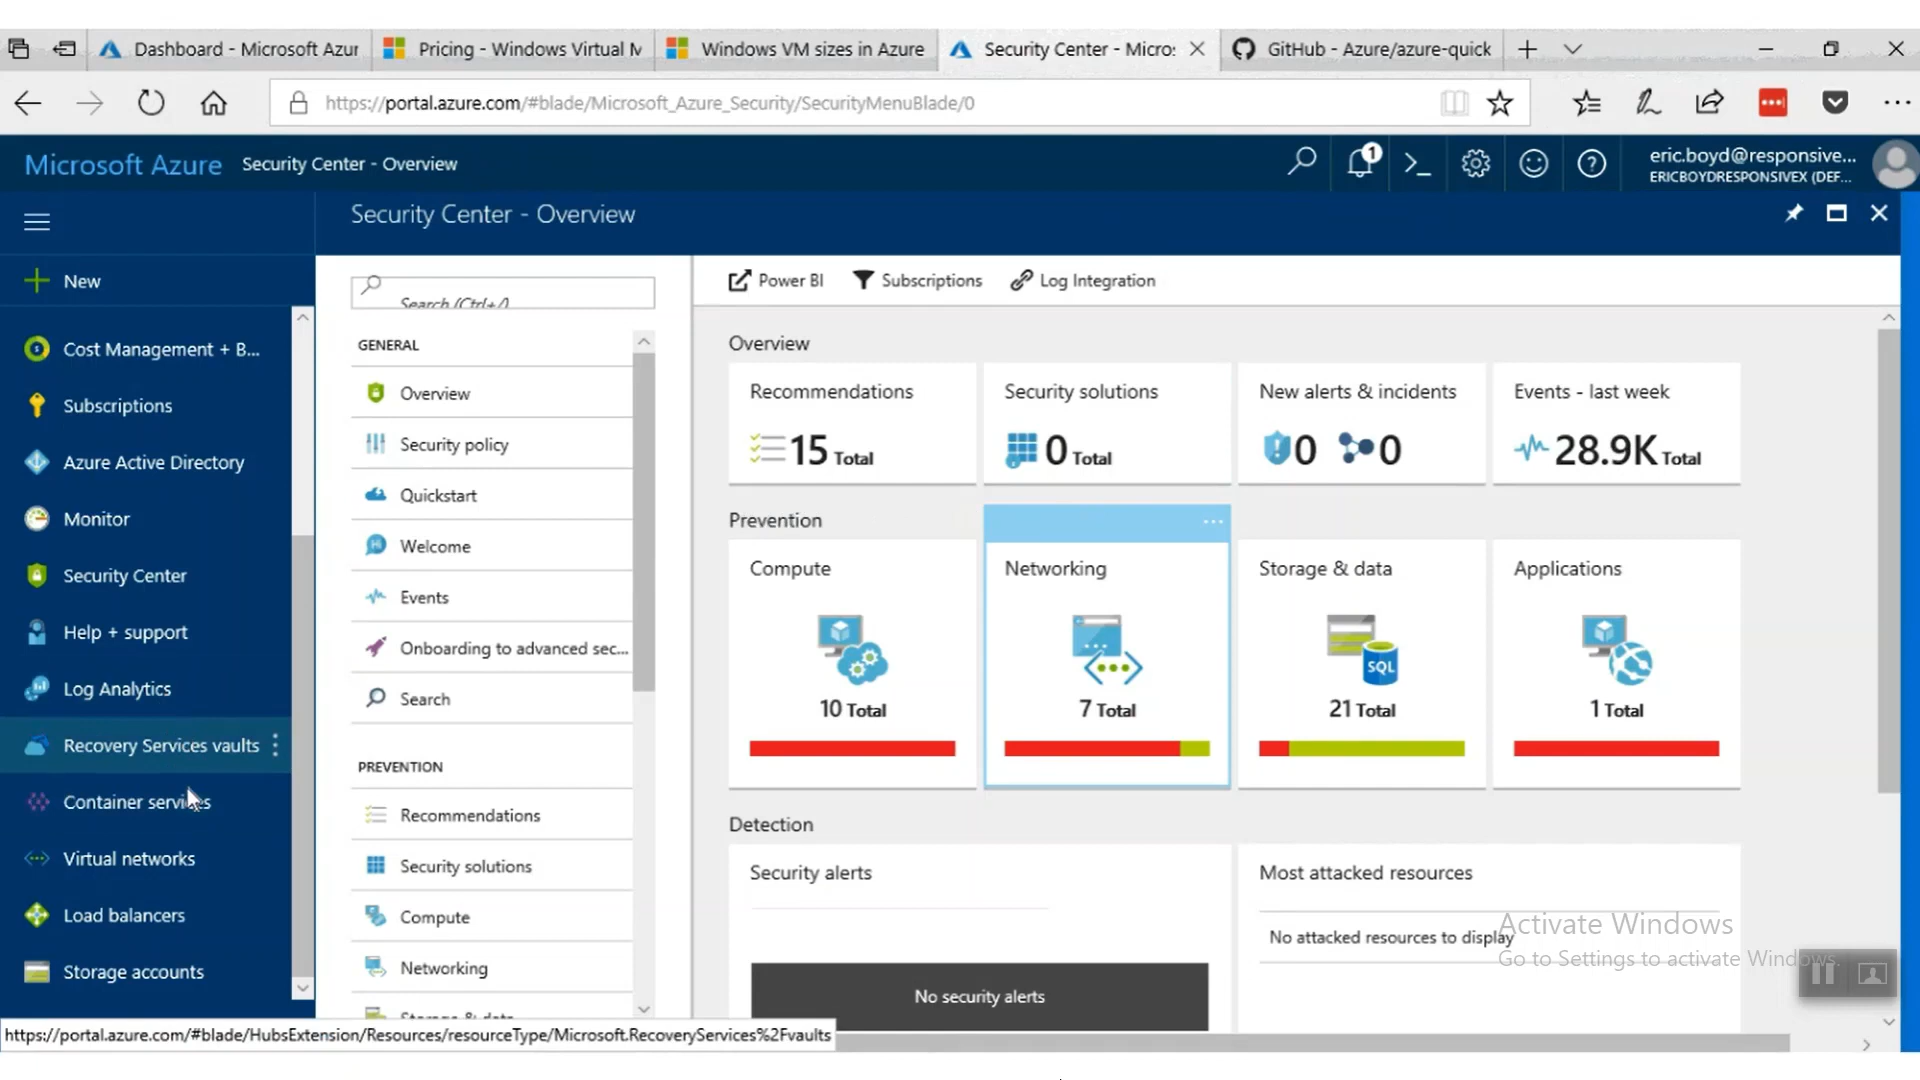 Dashboard - Microsoft Azur
Pricing - Windows Virtual M
Windows VM sizes in Azure
Security Center - Micros
GitHub - Azure/azure-quick
https://portal.azure.com/#blade/Microsoft_Azure_Security/SecurityMenuBlade/0
Microsoft Azure
Security Center - Overview
1
eric.boyd@responsive...
ERICBOYDRESPONSIVEX (DEF...
Security Center - Overview
New
Cost Management + B...
Subscriptions
Azure Active Directory
Monitor
Security Center
Help + support
Log Analytics
Recovery Services vaults
Container services
Virtual networks
Load balancers
Storage accounts
Search (Ctrl+/)
GENERAL
Overview
Security policy
Quickstart
Welcome
Events
Onboarding to advanced sec...
Search
PREVENTION
Recommendations
Security solutions
Compute
Networking
Storage & data
Power BI
Subscriptions
Log Integration
Overview
Recommendations
15 Total
Security solutions
0 Total
New alerts & incidents
0 0
Events - last week
28.9K Total
Prevention
Compute
10 Total
Networking
7 Total
Storage & data
SQL
21 Total
Applications
1 Total
Detection
Security alerts
No security alerts
Most attacked resources
No attacked resources to display
Activate Windows
Go to Settings to activate Windows.
https://portal.azure.com/#blade/HubsExtension/Resources/resourceType/Microsoft.RecoveryServices%2Fvaults